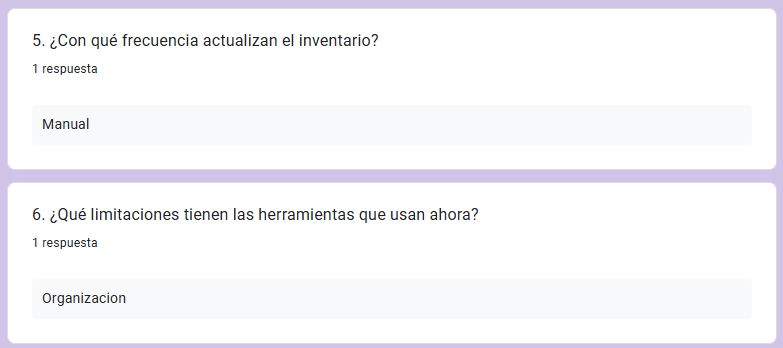 5. ¿Con qué frecuencia actualizan el inventario?
1 respuesta
Manual
6. ¿Qué limitaciones tienen las herramientas que usan ahora?
1 respuesta
Organizacion